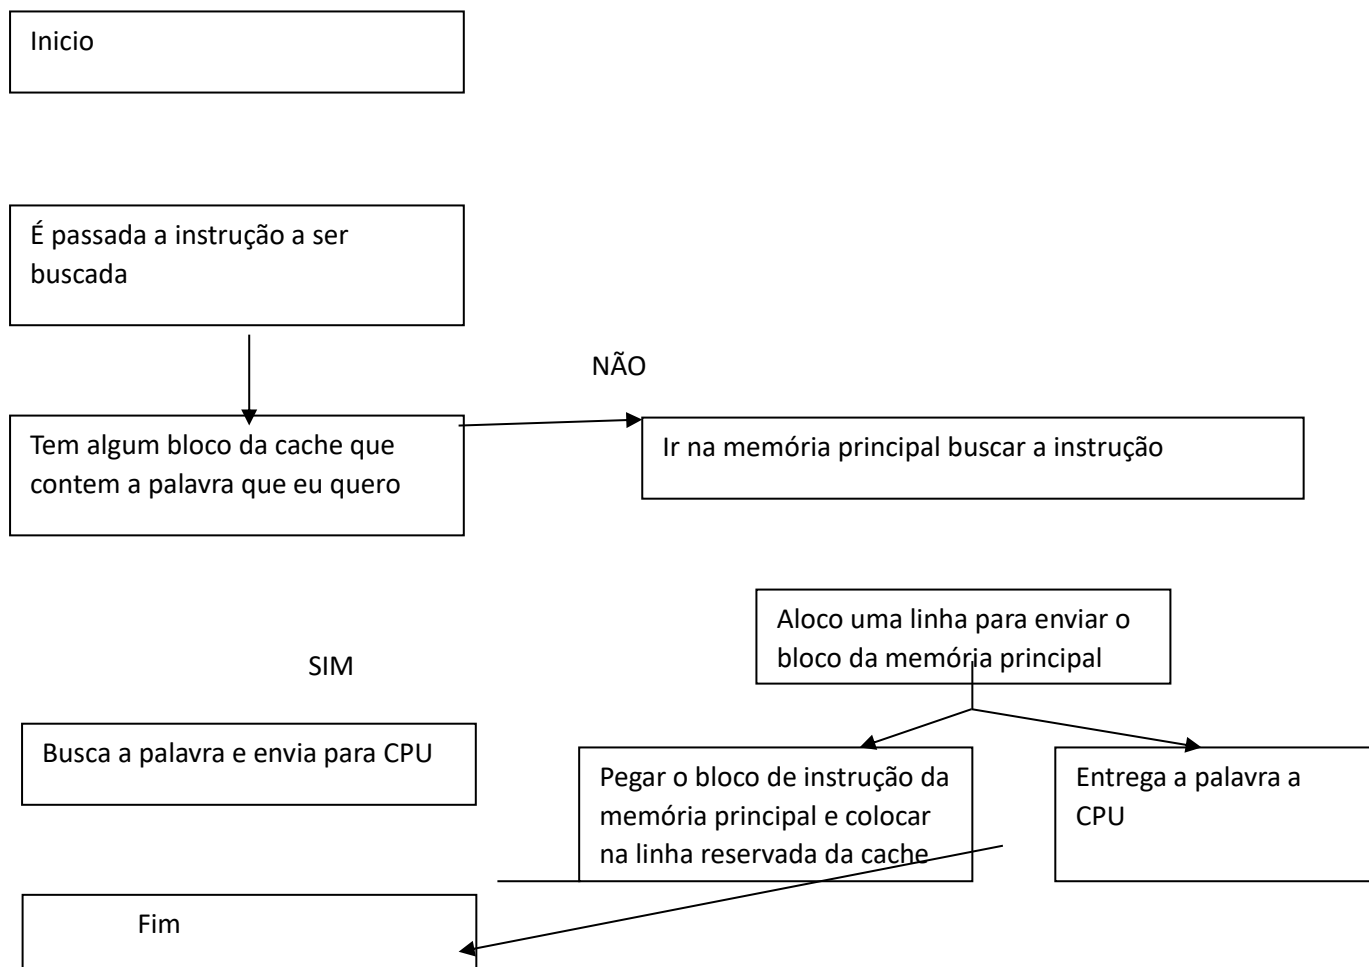 Inicio
É passada a instrução a ser
buscada
NÃO
Tem algum bloco da cache que
contem a palavra que eu quero
Ir na memória principal buscar a instrução
Aloco uma linha para enviar o
bloco da memória principal
SIM
Busca a palavra e envia para CPU
Pegar o bloco de instrução da
memória principal e colocar
na linha reservada da cache
Entrega a palavra a
CPU
Fim